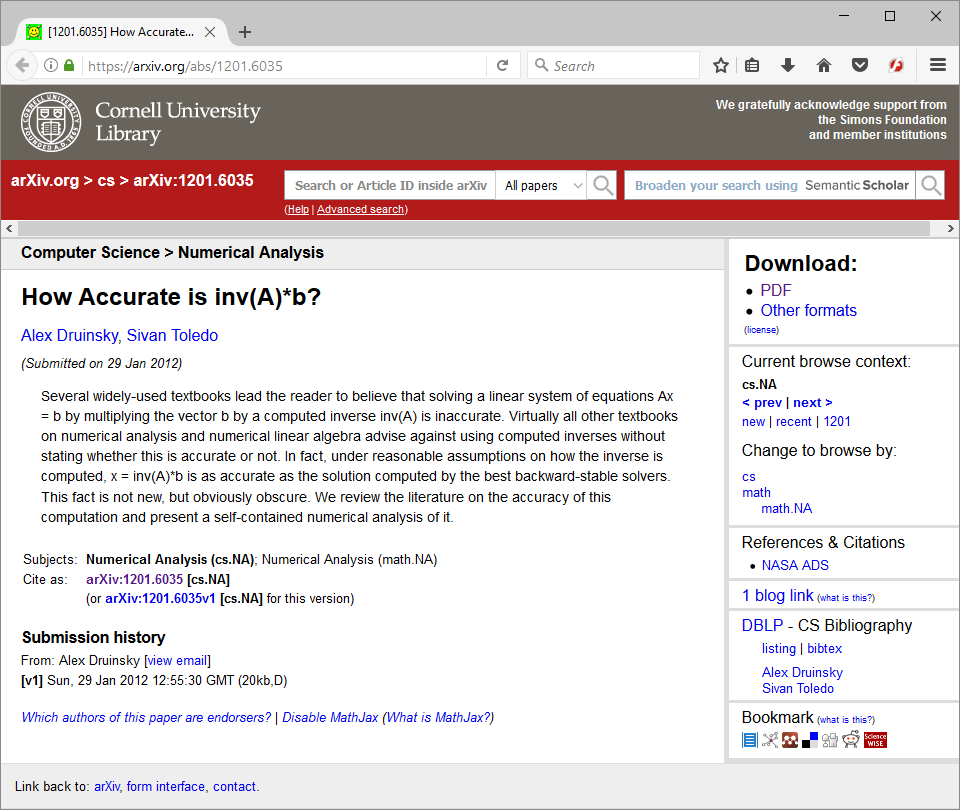 [1201.6035] How Accurate...
https://arxiv.org/abs/1201.6035
Search
Cornell University
Library
We gratefully acknowledge support from
the Simons Foundation
and member institutions
arXiv.org > cs > arXiv:1201.6035
Search or Article ID inside arXiv
All papers
Broaden your search using Semantic Scholar
(Help | Advanced search)
Computer Science > Numerical Analysis
How Accurate is inv(A)*b?
Alex Druinsky, Sivan Toledo
(Submitted on 29 Jan 2012)
Several widely-used textbooks lead the reader to believe that solving a linear system of equations Ax
= b by multiplying the vector b by a computed inverse inv(A) is inaccurate. Virtually all other textbooks
on numerical analysis and numerical linear algebra advise against using computed inverses without
stating whether this is accurate or not. In fact, under reasonable assumptions on how the inverse is
computed, x = inv(A)*b is as accurate as the solution computed by the best backward-stable solvers.
This fact is not new, but obviously obscure. We review the literature on the accuracy of this
computation and present a self-contained numerical analysis of it.
Subjects: Numerical Analysis (cs.NA); Numerical Analysis (math.NA)
Cite as: arXiv:1201.6035 [cs.NA]
(or arXiv:1201.6035v1 [cs.NA] for this version)
Submission history
From: Alex Druinsky [view email]
[v1] Sun, 29 Jan 2012 12:55:30 GMT (20kb,D)
Which authors of this paper are endorsers? | Disable MathJax (What is MathJax?)
Download:
PDF
Other formats
(license)
Current browse context:
cs.NA
< prev | next >
new | recent | 1201
Change to browse by:
cs
math
math.NA
References & Citations
NASA ADS
1 blog link (what is this?)
DBLP - CS Bibliography
listing | bibtex
Alex Druinsky
Sivan Toledo
Bookmark (what is this?)
Science
WISE
Link back to: arXiv, form interface, contact.